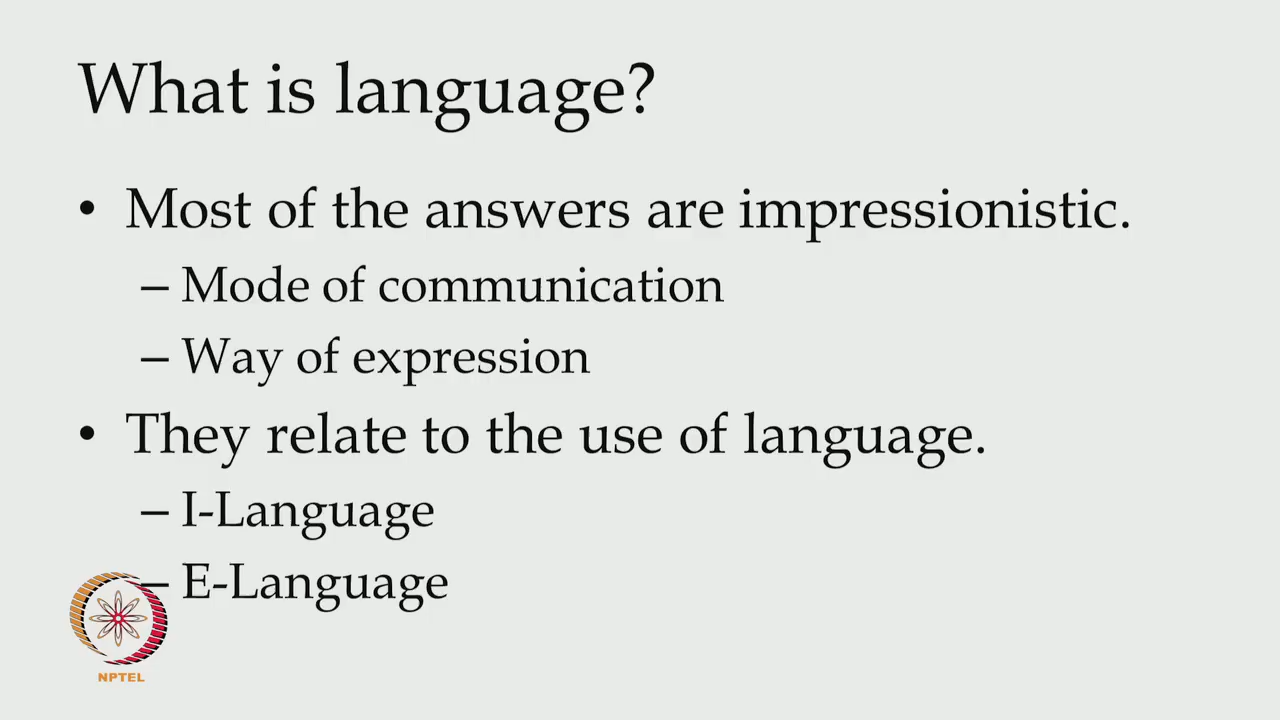 What is language?
• Most of the answers are impressionistic.
– Mode of communication
– Way of expression
• They relate to the use of language.
– I-Language
– E-Language
NPTEL